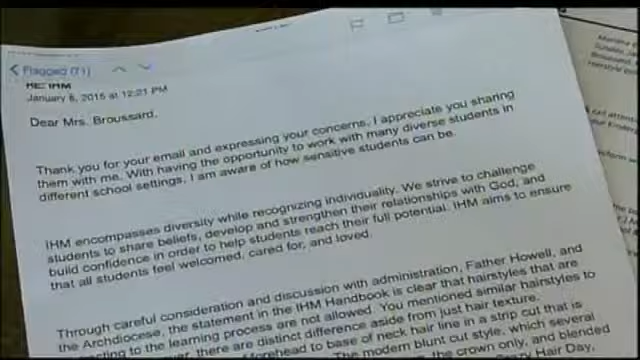 Flagged (71)
RE: IHM
January 6, 2015 at 12:21 PM
Dear Mrs. Broussard,
Thank you for your email and expressing your concerns. I appreciate you sharing
them with me. With having the opportunity to work with many diverse students in
different school settings, I am aware of how sensitive students can be.
IHM encompasses diversity while recognizing individuality. We strive to challenge
students to share beliefs, develop and strengthen their relationships with God, and
build confidence in order to help students reach their full potential. IHM aims to ensure
that all students feel welcomed, cared for, and loved.
Through careful consideration and discussion with administration, Father Howell, and
the Archdiocese, the statement in the IHM Handbook is clear that hairstyles that are
to the learning process are not allowed. You mentioned similar hairstyles to
there are distinct difference aside from just hair texture.
to base of neck hair line in a strip cut that is
The modern blunt cut style, which several
the crown only, and blended
Hair Day,